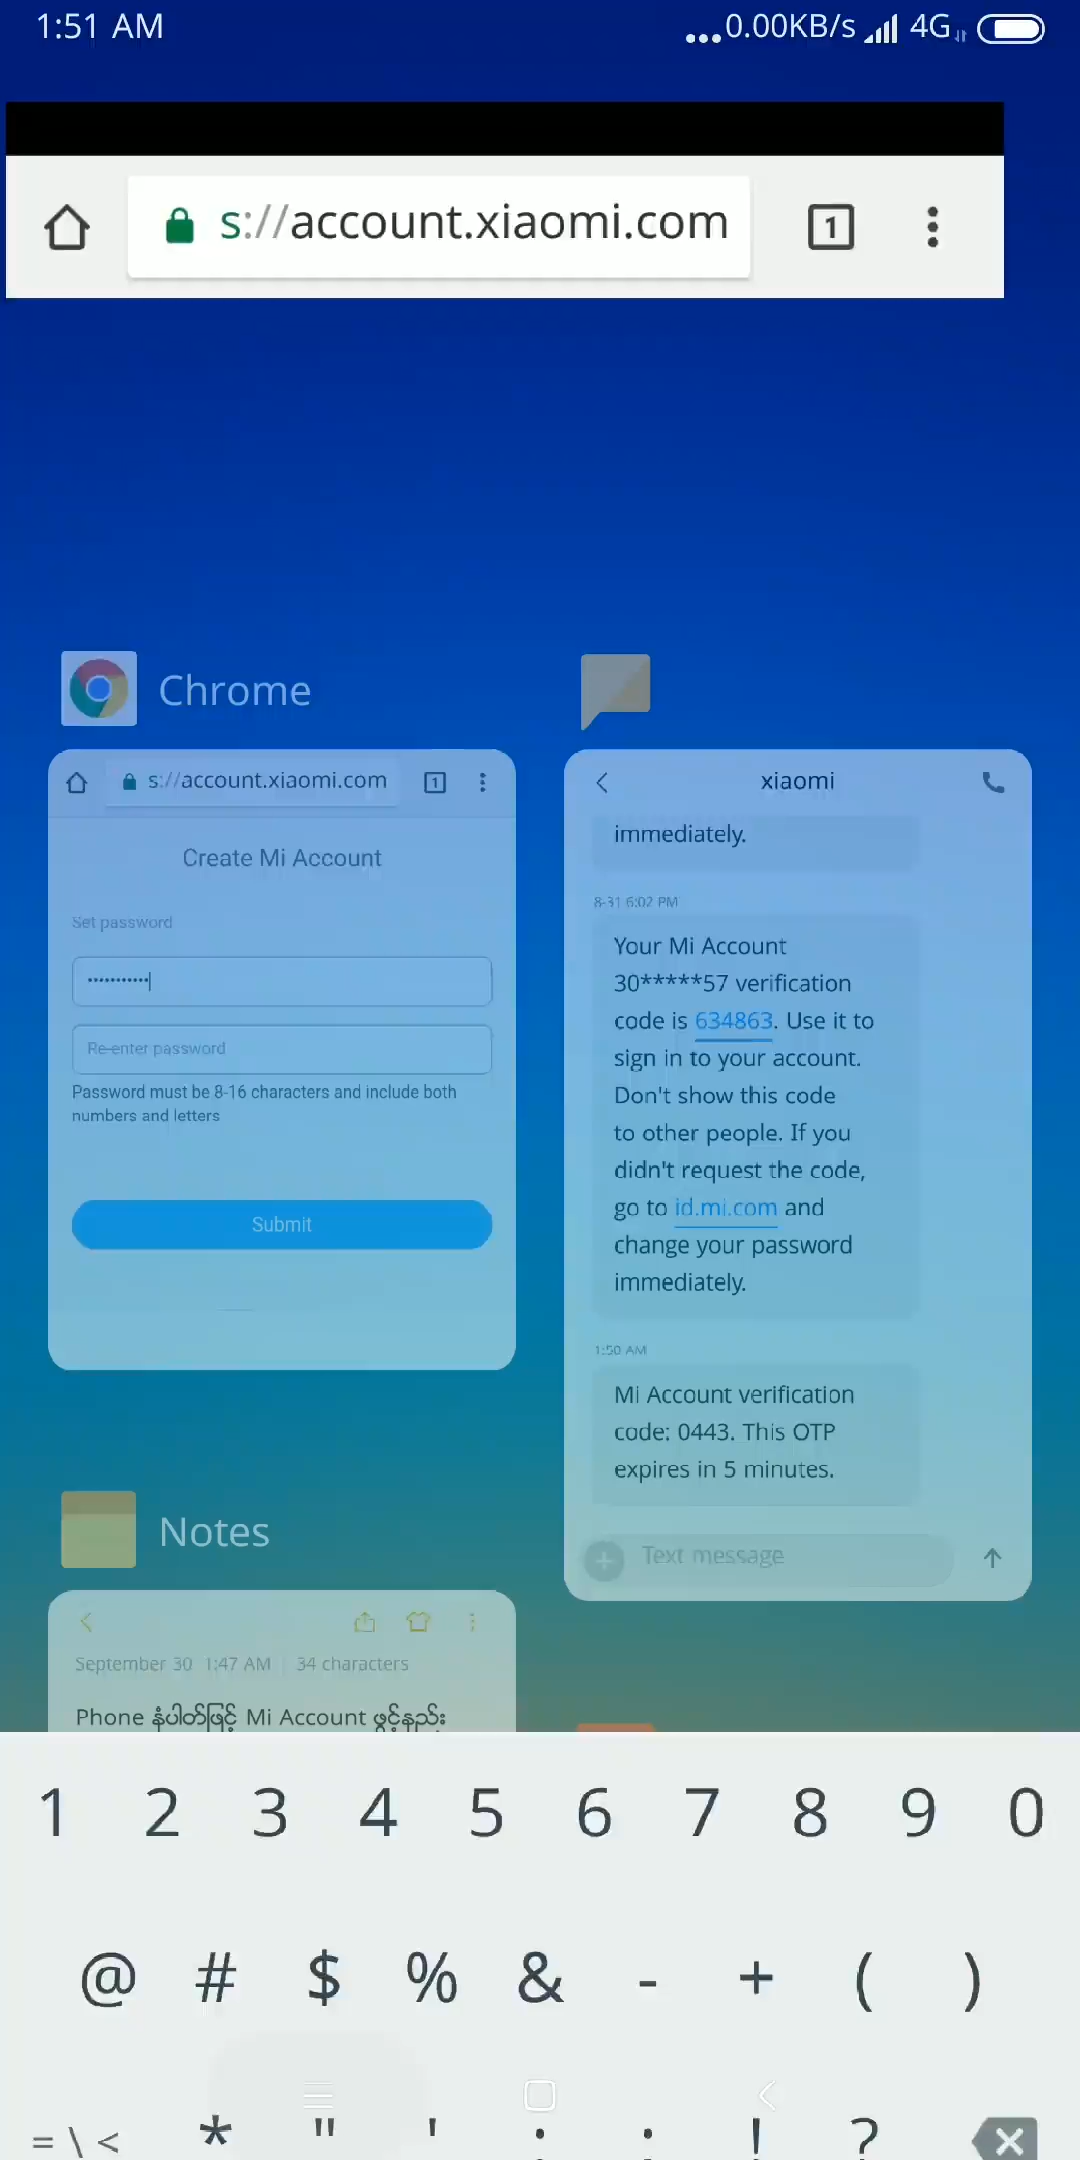 1:51 AM
...0.00KB/s 4G
s://account.xiaomi.com
1
Chrome
s://account.xiaomi.com
1
Create Mi Account
Set password
•••••••••••
Re-enter password
Password must be 8-16 characters and include both
numbers and letters
Submit
xiaomi
immediately.
8-31 6:02 PM
Your Mi Account
30*****57 verification
code is 634863. Use it to
sign in to your account.
Don't show this code
to other people. If you
didn't request the code,
go to id.mi.com and
change your password
immediately.
1:50 AM
Mi Account verification
code: 0443. This OTP
expires in 5 minutes.
Text message
Notes
September 30 1:47 AM | 34 characters
Phone နံပါတ်ဖြင့် Mi Account ဖွင့်နည်း
1 2 3 4 5 6 7 8 9 0
@ # $ % & - + ( )
= \ < * " ' : ; ! ?